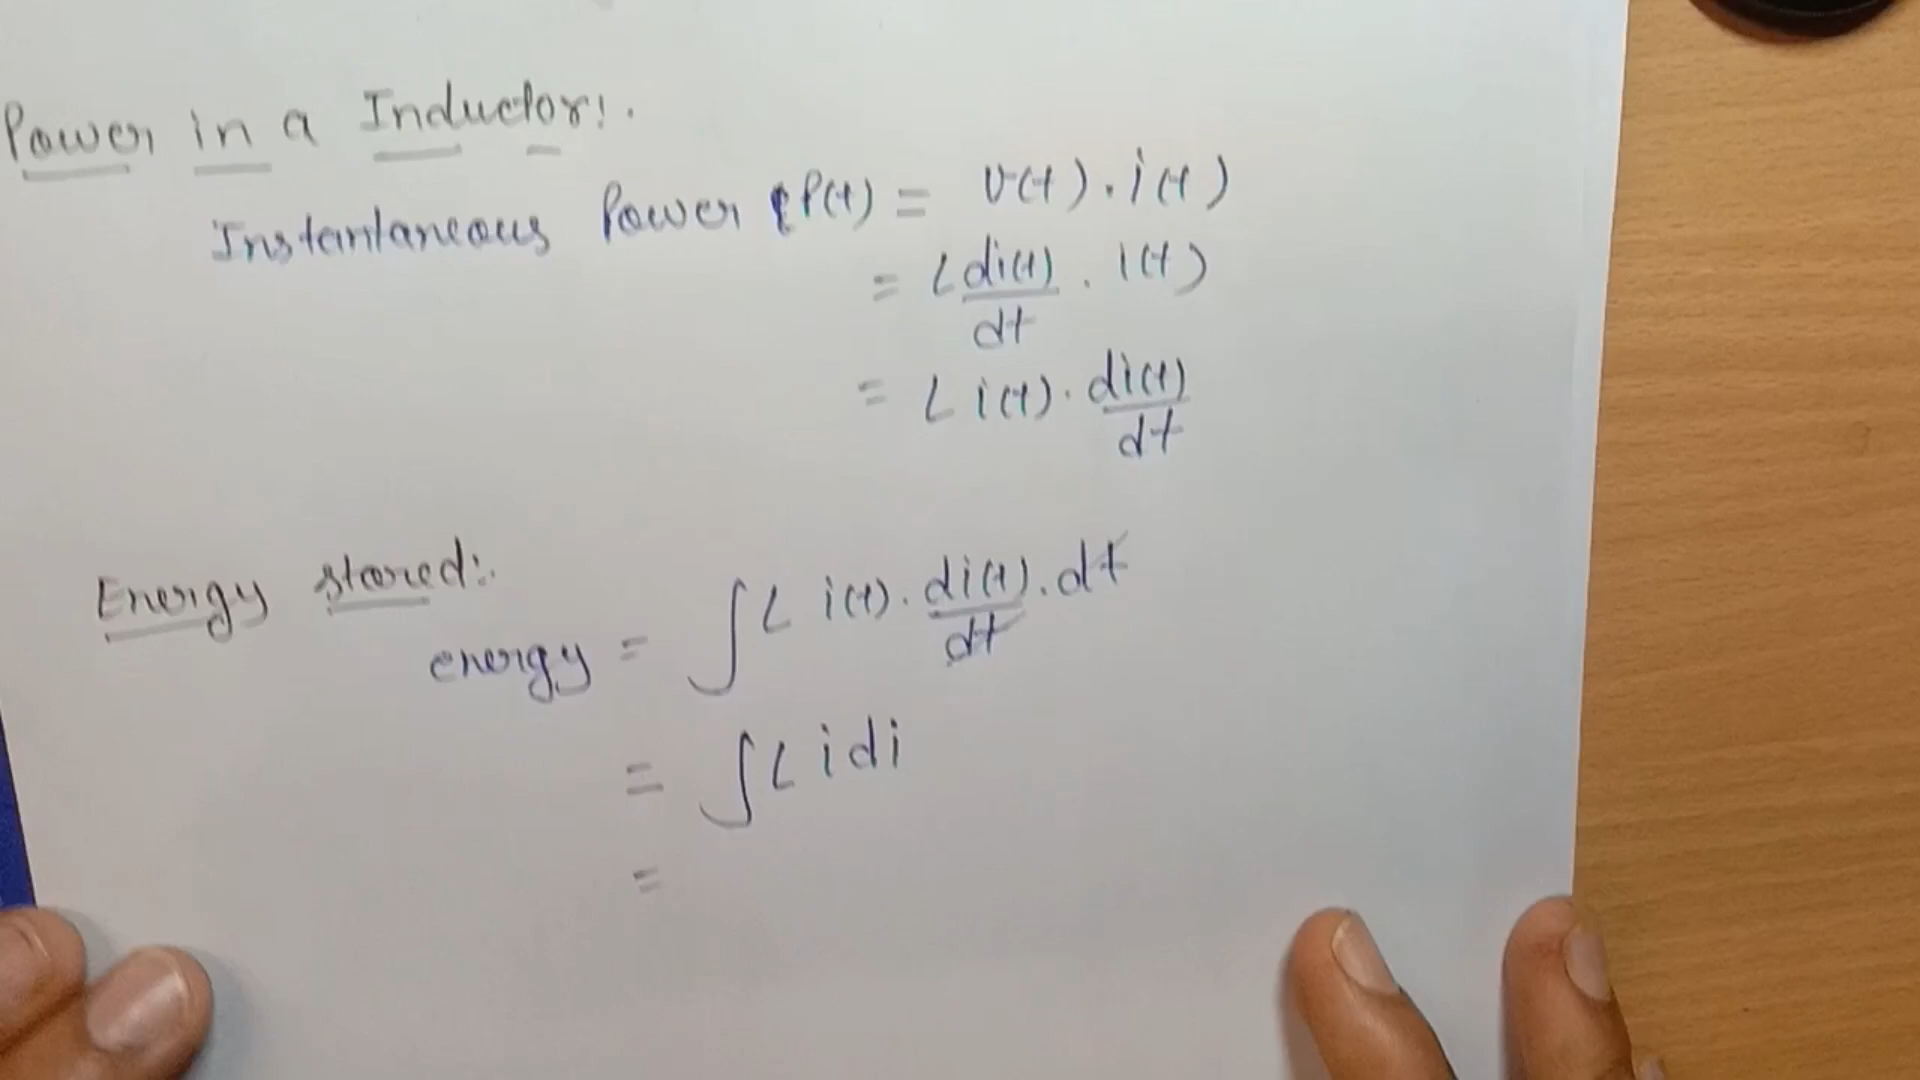 Power in a Inductor:.
Instantaneous Power P(t) = v(t).i(t)
= L di(t)/dt . i(t)
= L i(t). di(t)/dt
Energy stored:.
energy = ∫ L i(t). di(t)/dt . dt
= ∫ L i di
=